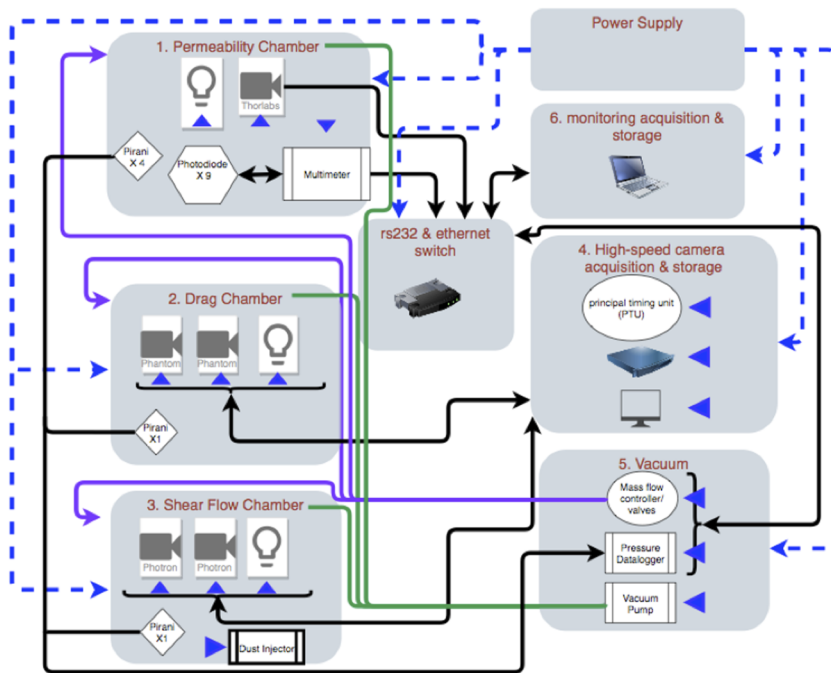 Power Supply
1. Permeability Chamber
Thorlabs
Pirani
X 4
Photodiode
X 9
Multimeter
6. monitoring acquisition &
storage
rs232 & ethernet
switch
4. High-speed camera
acquisition & storage
principal timing unit
(PTU)
2. Drag Chamber
Phantom
Phantom
Pirani
X1
5. Vacuum
Mass flow
controller/
valves
Pressure
Datalogger
Vacuum
Pump
3. Shear Flow Chamber
Photron
Photron
Pirani
X1
Dust Injector